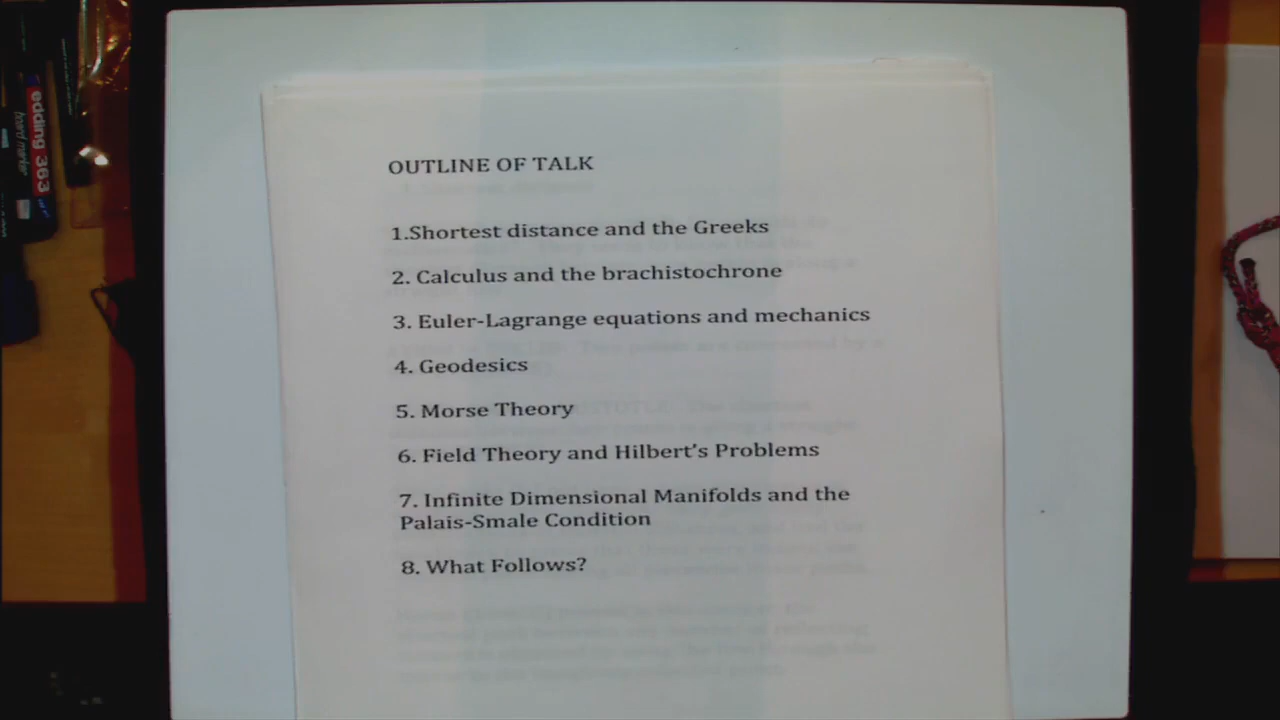 OUTLINE OF TALK
1.Shortest distance and the Greeks
2. Calculus and the brachistochrone
3. Euler-Lagrange equations and mechanics
4. Geodesics
5. Morse Theory
6. Field Theory and Hilbert's Problems
7. Infinite Dimensional Manifolds and the
Palais-Smale Condition
8. What Follows?
edding 363
board marker